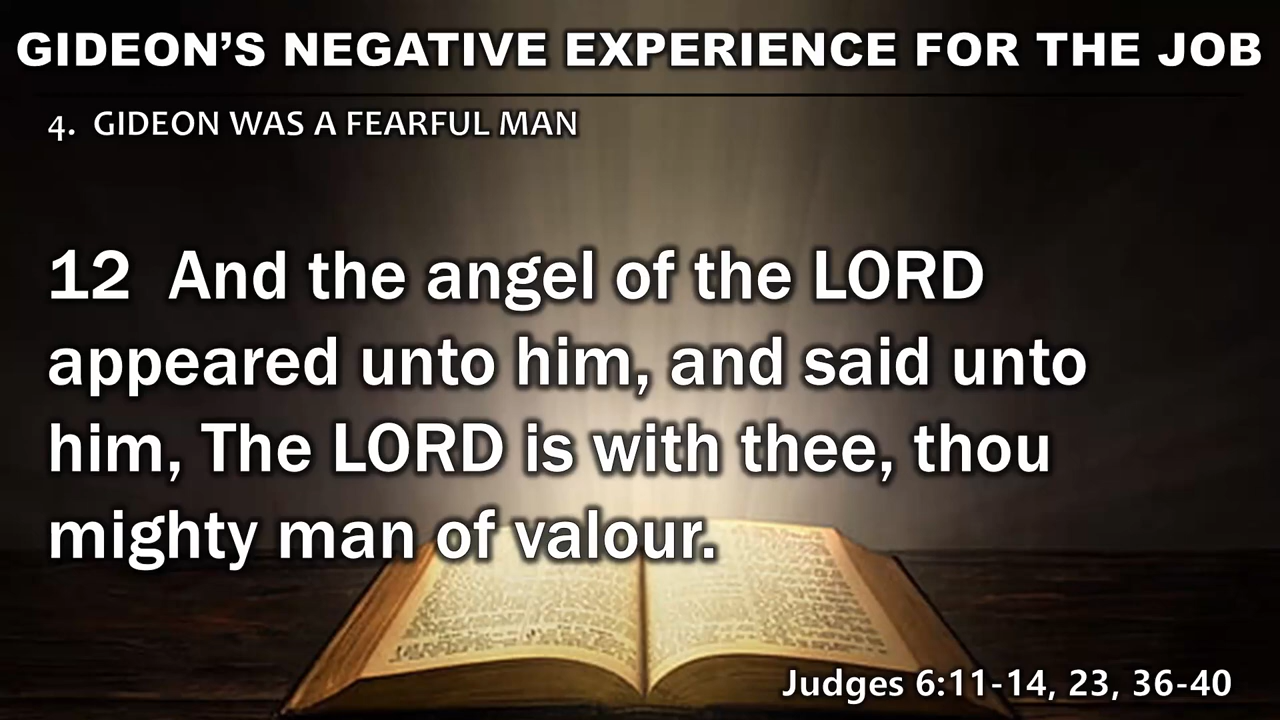 GIDEON’S NEGATIVE EXPERIENCE FOR THE JOB
4. GIDEON WAS A FEARFUL MAN
12 And the angel of the LORD
appeared unto him, and said unto
him, The LORD is with thee, thou
mighty man of valour.
Judges 6:11-14, 23, 36-40